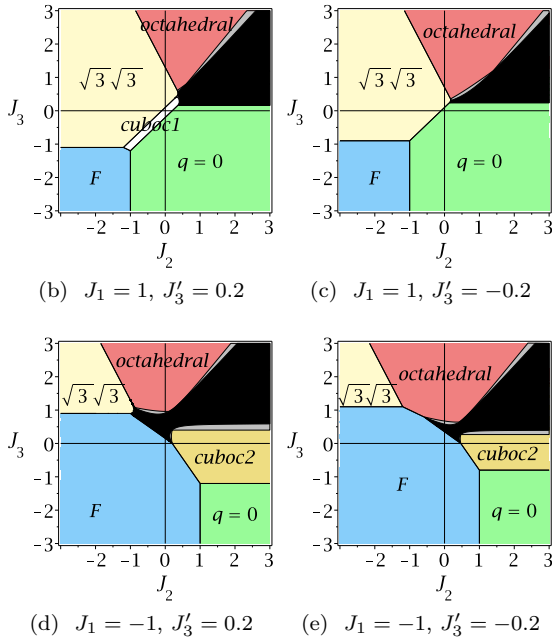 3
2
1
0
−1
−2
−3
J₃
octahedral
√3 √3
cuboc1
q = 0
F
−2 −1 0 1 2 3
J₂
(b) J₁ = 1, J′₃ = 0.2
3
2
1
0
−1
−2
−3
J₃
octahedral
√3 √3
q = 0
F
−2 −1 0 1 2 3
J₂
(c) J₁ = 1, J′₃ = −0.2
3
2
1
0
−1
−2
−3
J₃
octahedral
√3 √3
cuboc2
F
q = 0
−2 −1 0 1 2 3
J₂
(d) J₁ = −1, J′₃ = 0.2
3
2
1
0
−1
−2
−3
J₃
octahedral
√3 √3
cuboc2
F
q = 0
−2 −1 0 1 2 3
J₂
(e) J₁ = −1, J′₃ = −0.2